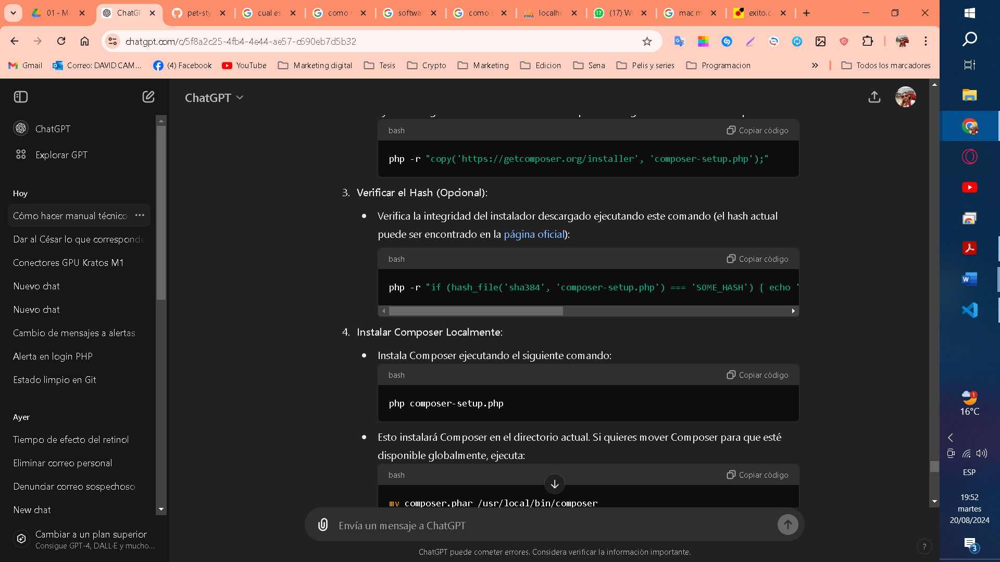 01 - M
ChatGP
pet-sty
cual es
como
softwar
como s
localho
(17) W
mac m
exito.c
chatgpt.com/c/5f8a2c25-4fb4-4e44-ae57-c690eb7d5b32
Gmail
Correo: DAVID CAM...
(4) Facebook
YouTube
Marketing digital
Tesis
Crypto
Marketing
Edicion
Sena
Pelis y series
Programacion
»
Todos los marcadores
ChatGPT
Explorar GPT
Hoy
Cómo hacer manual técnico
Dar al César lo que corresponde
Conectores GPU Kratos M1
Nuevo chat
Nuevo chat
Cambio de mensajes a alertas
Alerta en login PHP
Estado limpio en Git
Ayer
Tiempo de efecto del retinol
Eliminar correo personal
Denunciar correo sospechoso
New chat
Cambiar a un plan superior
Consigue GPT-4, DALL·E y mucho...
ChatGPT
bash
Copiar código
php -r "copy('https://getcomposer.org/installer', 'composer-setup.php');"
3. Verificar el Hash (Opcional):
• Verifica la integridad del instalador descargado ejecutando este comando (el hash actual
puede ser encontrado en la página oficial):
bash
Copiar código
php -r "if (hash_file('sha384', 'composer-setup.php') === 'SOME_HASH') { echo '
4. Instalar Composer Localmente:
• Instala Composer ejecutando el siguiente comando:
bash
Copiar código
php composer-setup.php
• Esto instalará Composer en el directorio actual. Si quieres mover Composer para que esté
disponible globalmente, ejecuta:
bash
Copiar código
mv composer.phar /usr/local/bin/composer
Envía un mensaje a ChatGPT
ChatGPT puede cometer errores. Considera verificar la información importante.
?
1
16°C
ESP
19:52
martes
20/08/2024
3